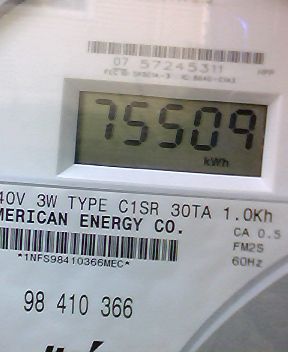 07 57245311
75509
kWh
40V 3W TYPE C1SR 30TA 1.0Kh
MERICAN ENERGY CO.
CA 0.5
FM2S
*1NFS98410366MEC*
60Hz
98 410 366